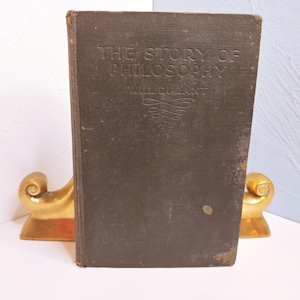 THE STORY OF
PHILOSOPHY
WILL DURANT